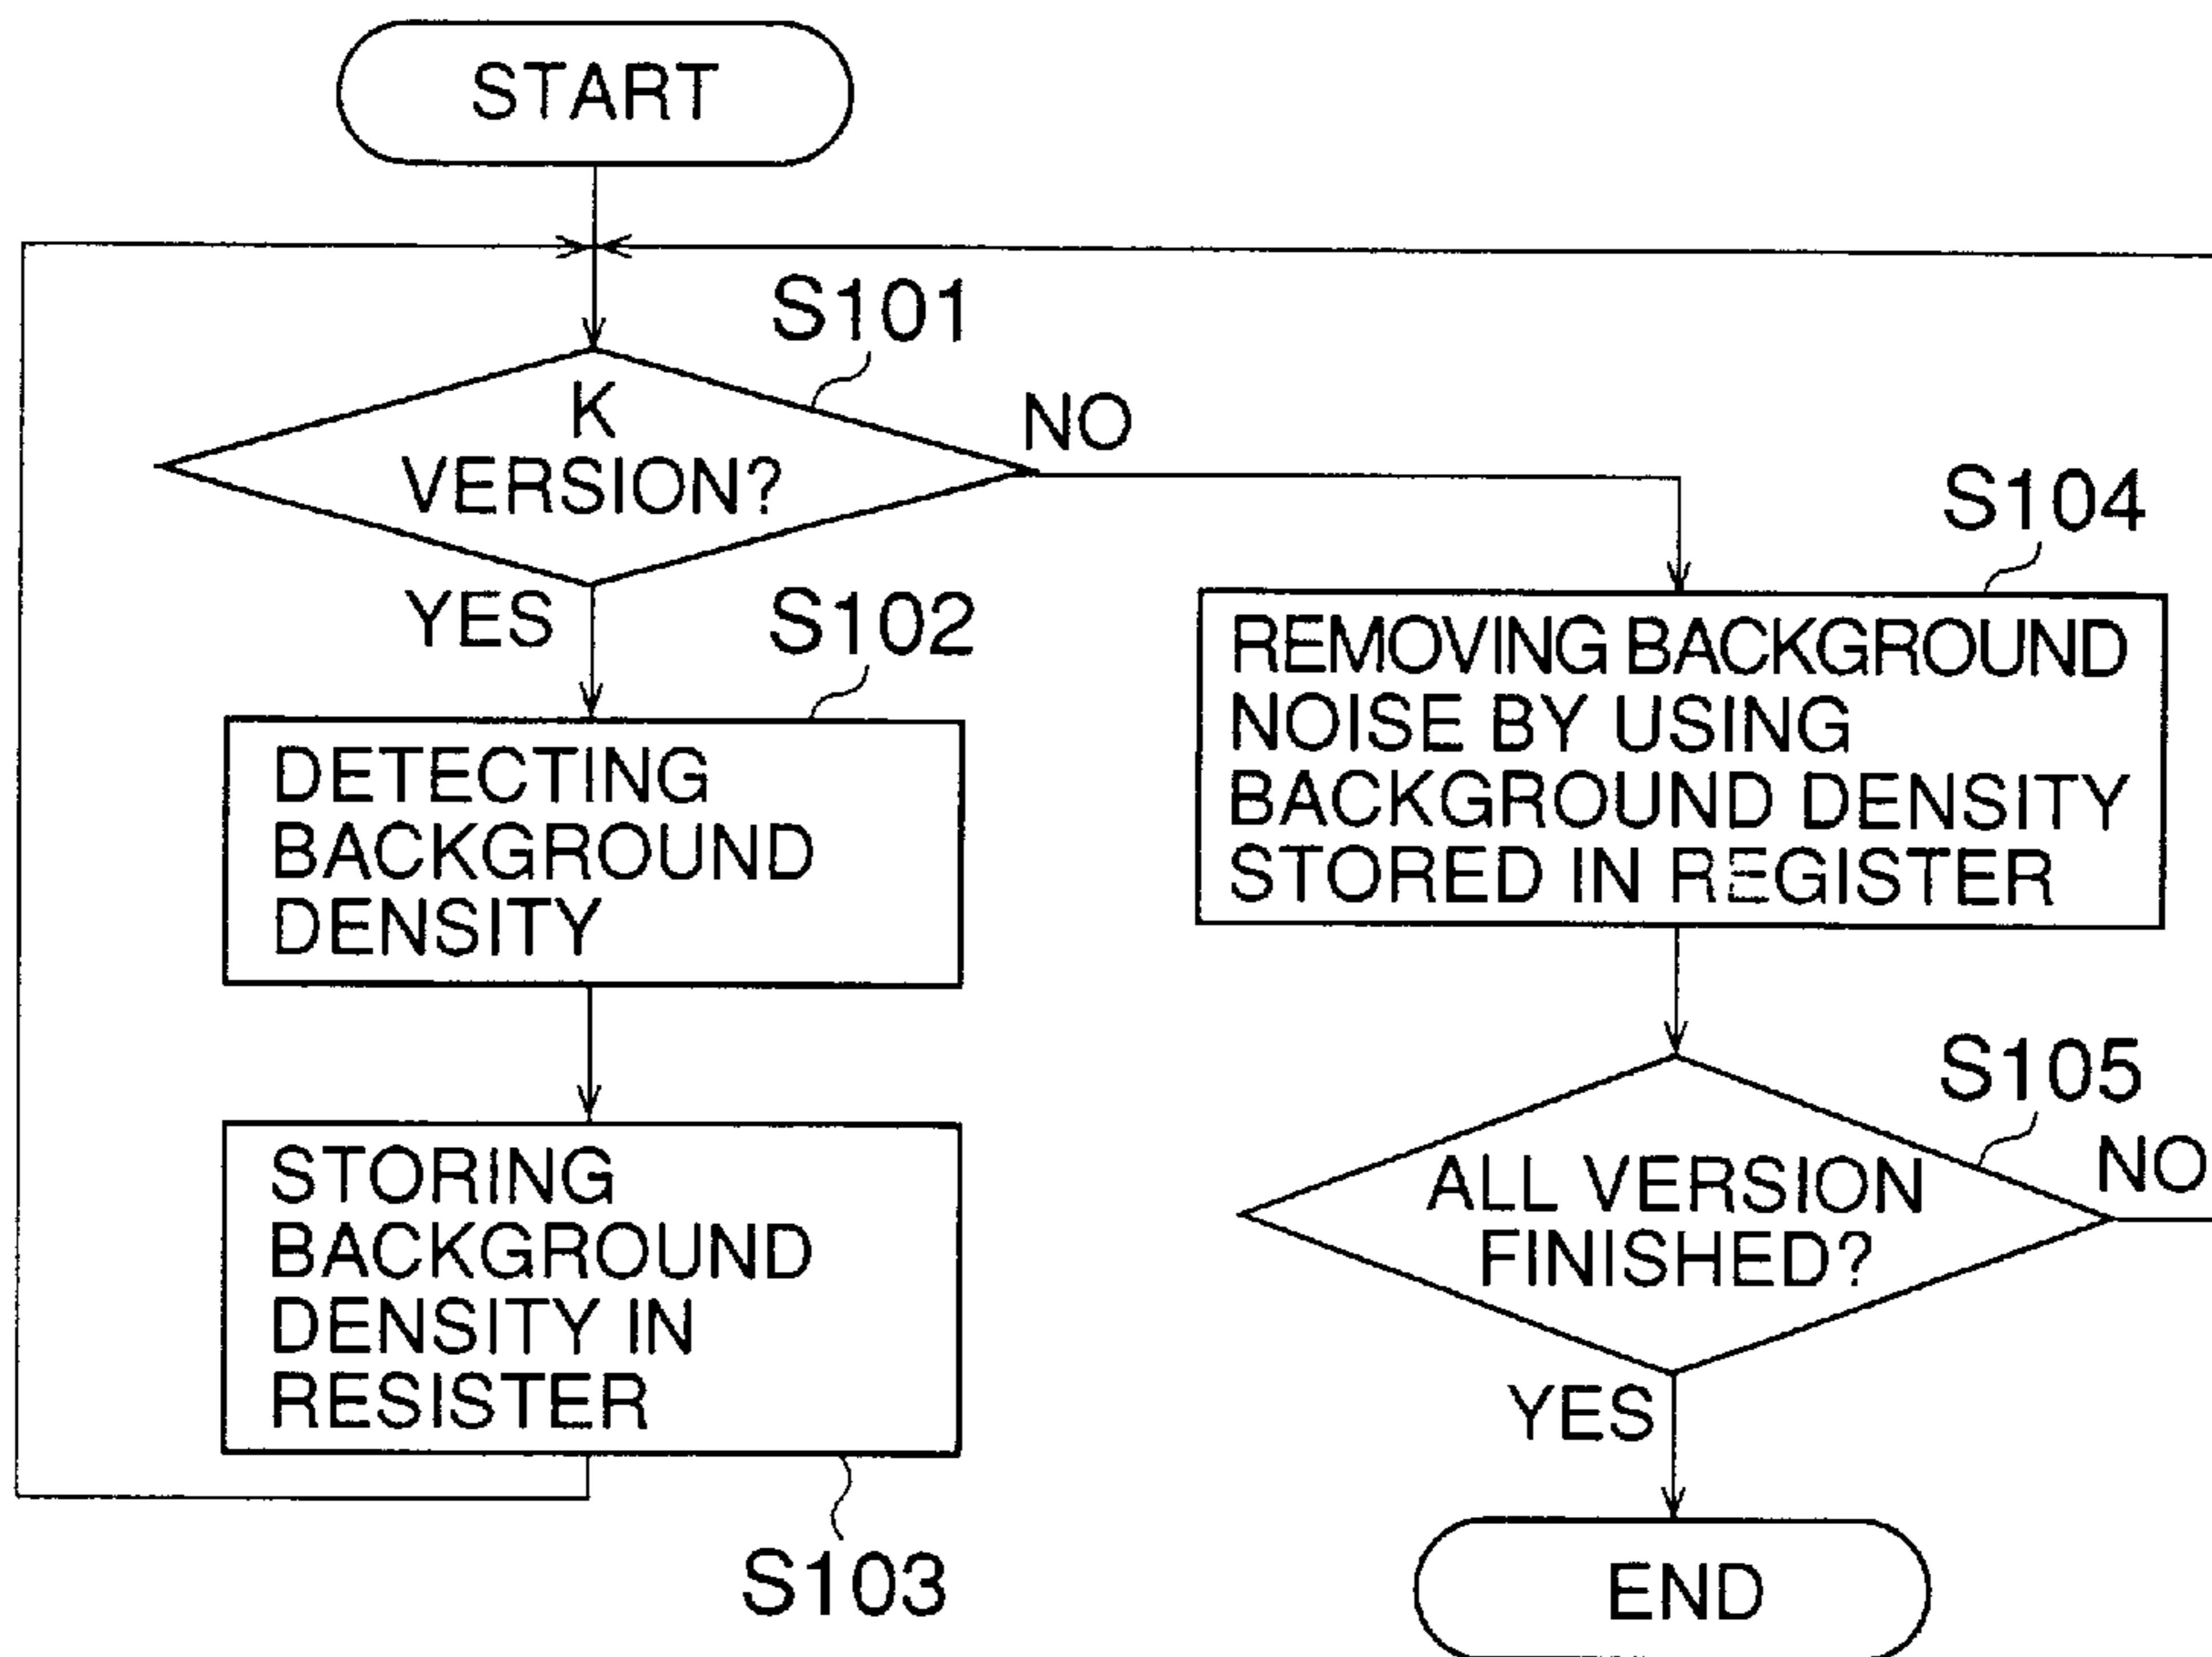 START
S101
K
VERSION?
NO
YES
S102
DETECTING
BACKGROUND
DENSITY
STORING
BACKGROUND
DENSITY IN
RESISTER
S103
S104
REMOVING BACKGROUND
NOISE BY USING
BACKGROUND DENSITY
STORED IN REGISTER
S105
ALL VERSION
FINISHED?
NO
YES
END